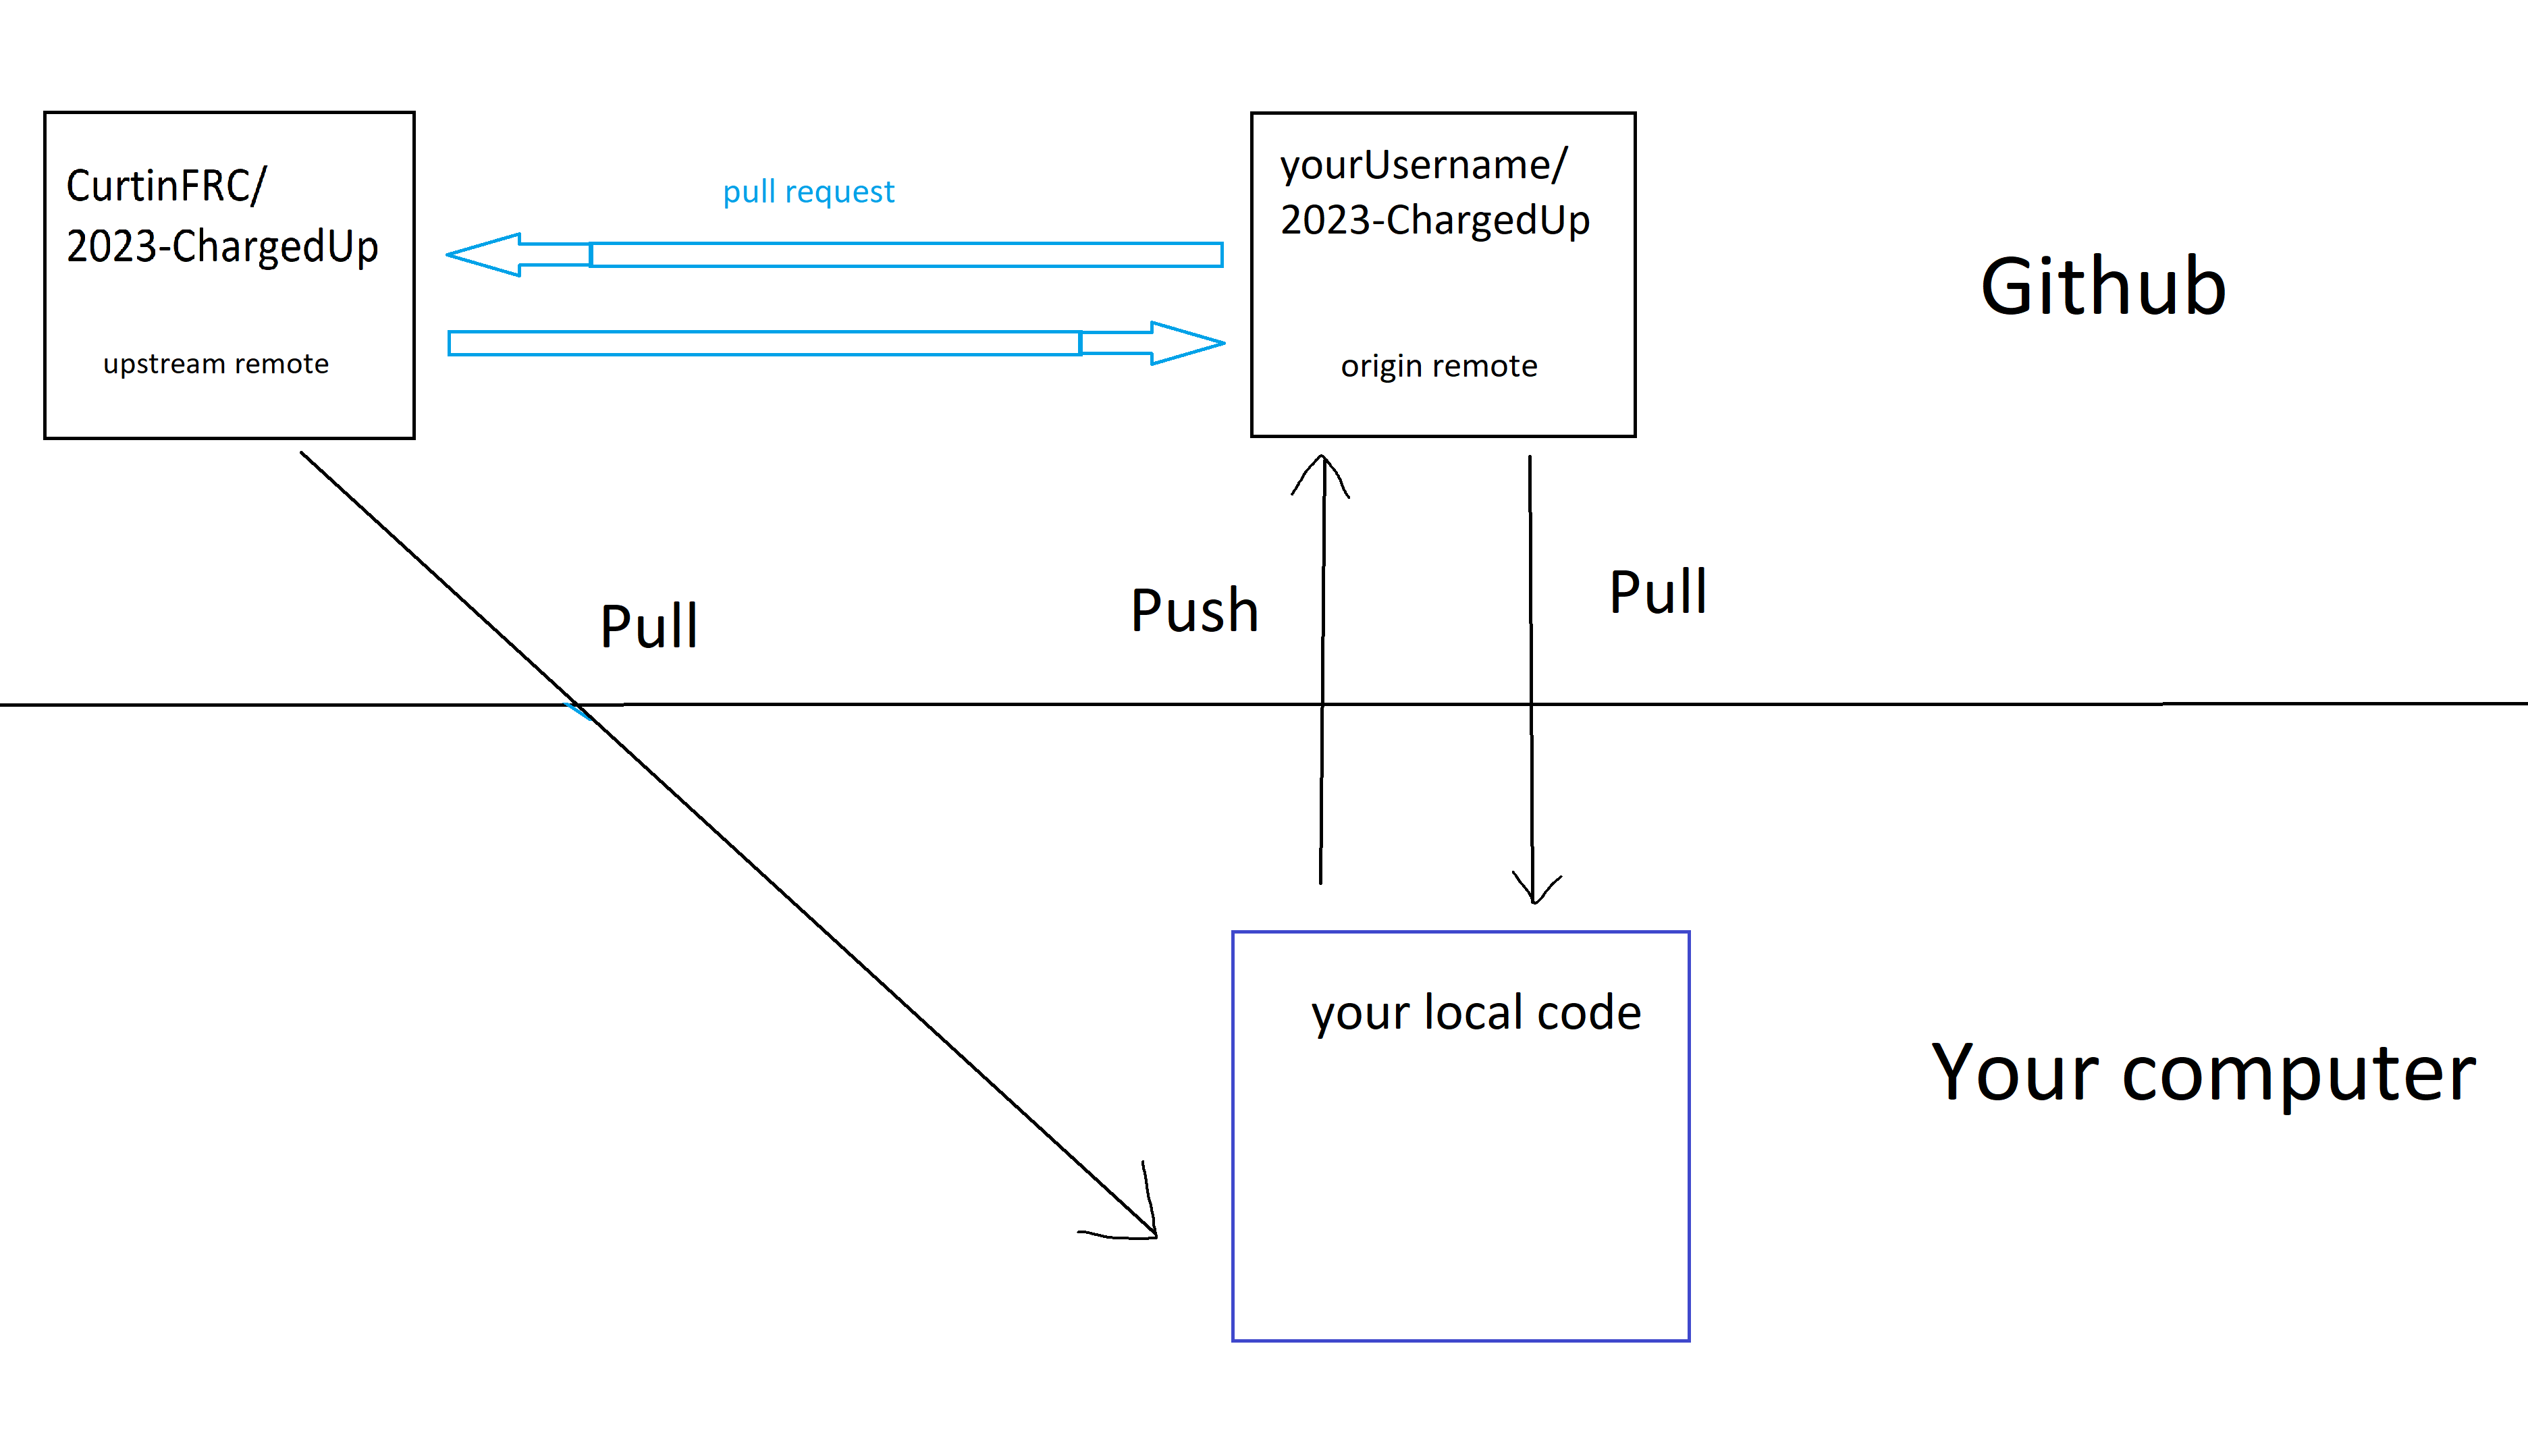 CurtinFRC/
2023-ChargedUp
upstream remote
pull request
yourUsername/
2023-ChargedUp
origin remote
Github
Pull
Push
Pull
your local code
Your computer